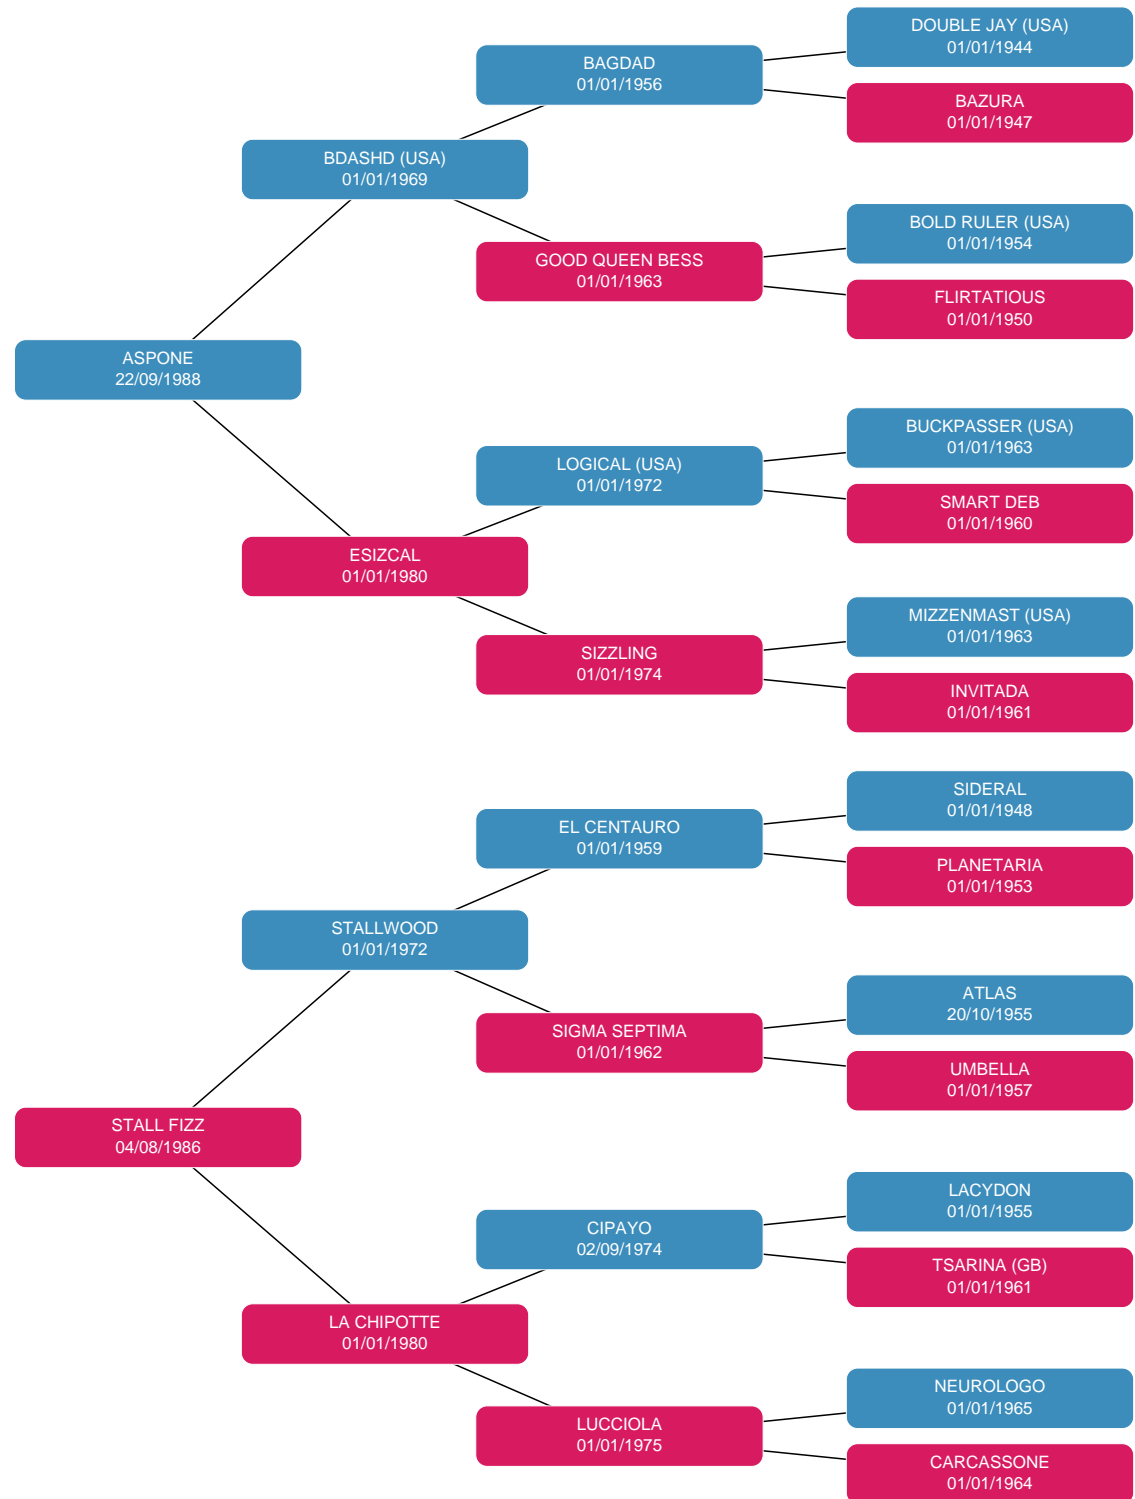 DOUBLE JAY (USA)
01/01/1944
BAGDAD
01/01/1956
BAZURA
01/01/1947
BDASHD (USA)
01/01/1969
BOLD RULER (USA)
01/01/1954
GOOD QUEEN BESS
01/01/1963
FLIRTATIOUS
01/01/1950
ASPONE
22/09/1988
BUCKPASSER (USA)
01/01/1963
LOGICAL (USA)
01/01/1972
SMART DEB
01/01/1960
ESIZCAL
01/01/1980
MIZZENMAST (USA)
01/01/1963
SIZZLING
01/01/1974
INVITADA
01/01/1961
SIDERAL
01/01/1948
EL CENTAURO
01/01/1959
PLANETARIA
01/01/1953
STALLWOOD
01/01/1972
ATLAS
20/10/1955
SIGMA SEPTIMA
01/01/1962
UMBELLA
01/01/1957
STALL FIZZ
04/08/1986
LACYDON
01/01/1955
CIPAYO
02/09/1974
TSARINA (GB)
01/01/1961
LA CHIPOTTE
01/01/1980
NEUROLOGO
01/01/1965
LUCCIOLA
01/01/1975
CARCASSONE
01/01/1964